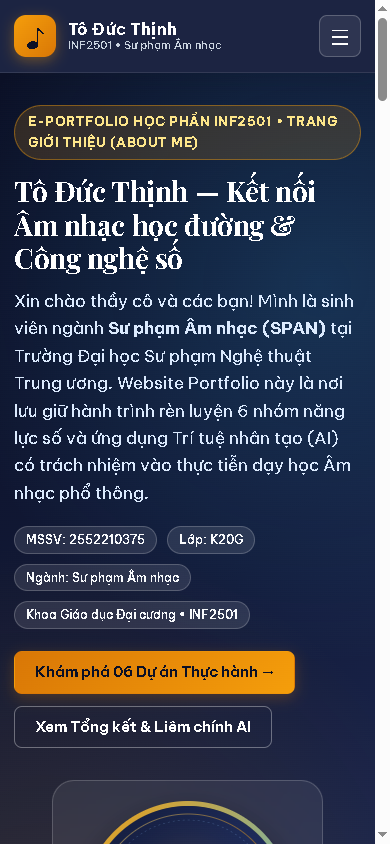 Tô Đức Thịnh
INF2501 • Sư phạm Âm nhạc
E-PORTFOLIO HỌC PHẦN INF2501 • TRANG
GIỚI THIỆU (ABOUT ME)
Tô Đức Thịnh — Kết nối
Âm nhạc học đường &
Công nghệ số
Xin chào thầy cô và các bạn! Mình là sinh
viên ngành Sư phạm Âm nhạc (SPAN) tại
Trường Đại học Sư phạm Nghệ thuật
Trung ương. Website Portfolio này là nơi
lưu giữ hành trình rèn luyện 6 nhóm năng
lực số và ứng dụng Trí tuệ nhân tạo (AI)
có trách nhiệm vào thực tiễn dạy học Âm
nhạc phổ thông.
MSSV: 2552210375
Lớp: K20G
Ngành: Sư phạm Âm nhạc
Khoa Giáo dục Đại cương • INF2501
Khám phá 06 Dự án Thực hành →
Xem Tổng kết & Liêm chính AI